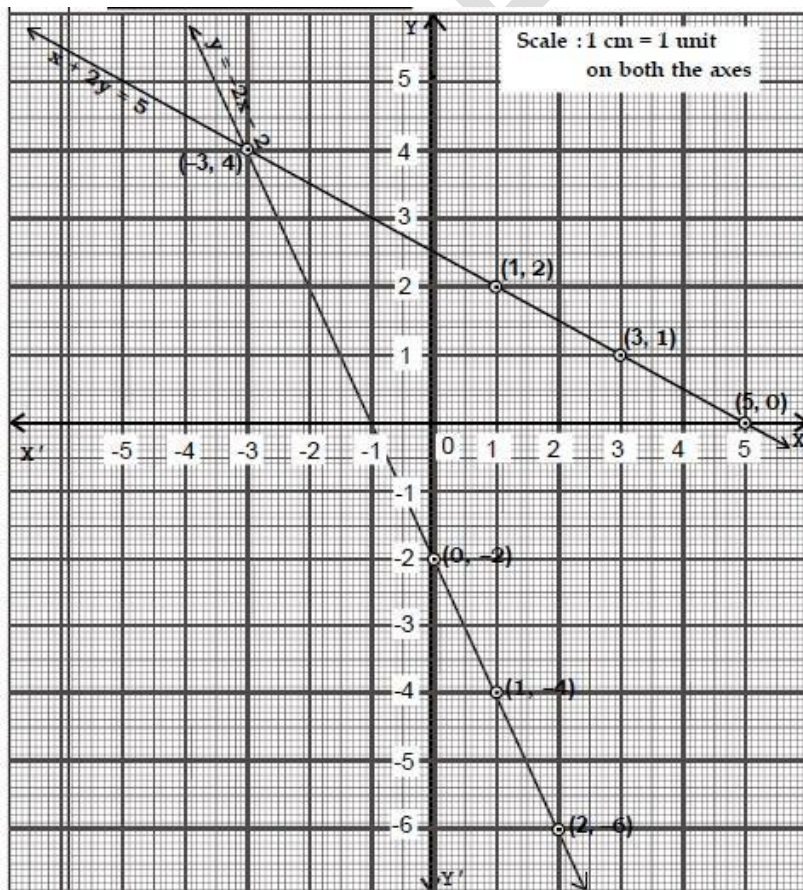 Y
Scale : 1 cm = 1 unit
on both the axes
x + 2y = 5
y = -2x - 2
5
4
(-3, 4)
3
(1, 2)
2
(3, 1)
1
(5, 0)
X'
-5 -4 -3 -2 -1 0 1 2 3 4 5
X
-1
-2
(0, -2)
-3
-4
(1, -4)
-5
-6
(2, -6)
Y'